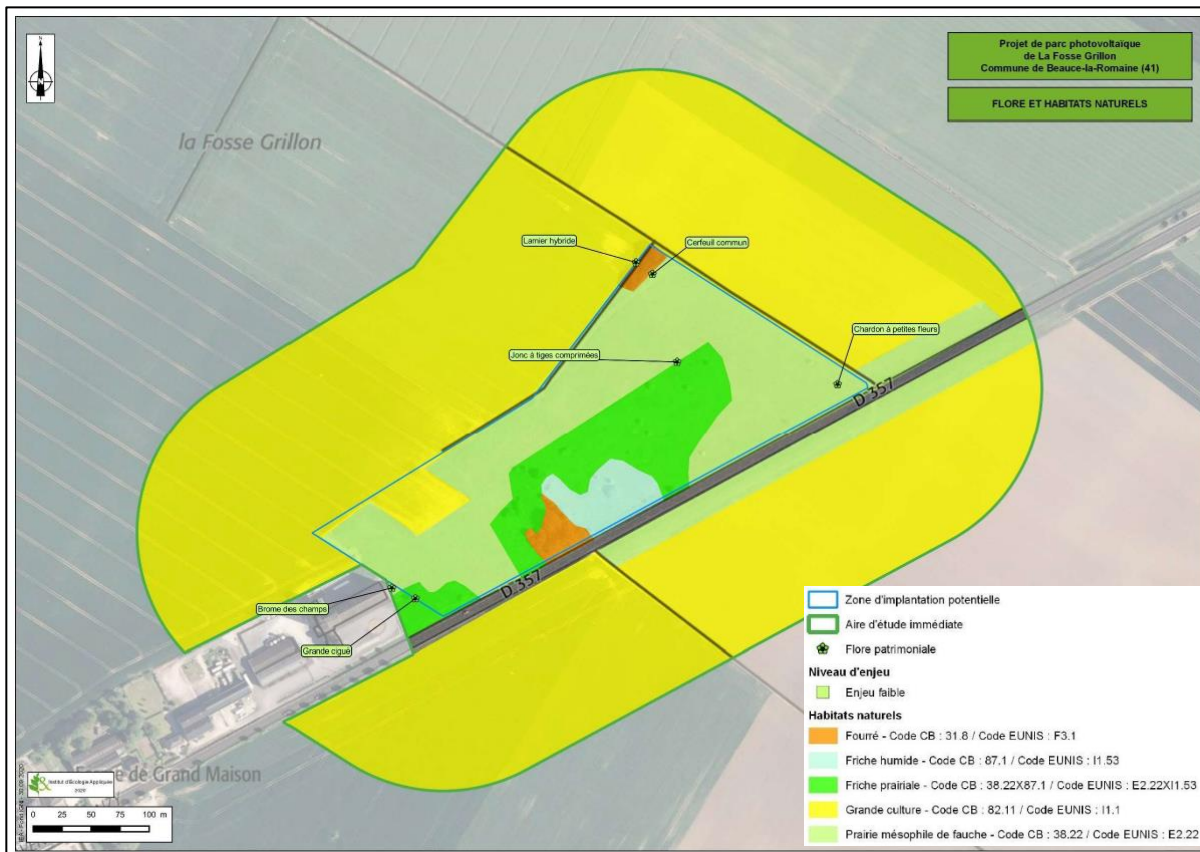 N
Projet de parc photovoltaïque
de La Fosse Grillon
Commune de Beauce-la-Romaine (41)
FLORE ET HABITATS NATURELS
la Fosse Grillon
Lamier hybride
Cerfeuil commun
Jonc à tiges comprimées
Chardon à petites fleurs
D 357
D 357
Brome des champs
Grande ciguë
de Grand Maison
Institut d'Ecologie Appliquée
2020
0 25 50 75 100 m
Zone d'implantation potentielle
Aire d'étude immédiate
Flore patrimoniale
Niveau d'enjeu
Enjeu faible
Habitats naturels
Fourré - Code CB : 31.8 / Code EUNIS : F3.1
Friche humide - Code CB : 87.1 / Code EUNIS : I1.53
Friche prairiale - Code CB : 38.22X87.1 / Code EUNIS : E2.22XI1.53
Grande culture - Code CB : 82.11 / Code EUNIS : I1.1
Prairie mésophile de fauche - Code CB : 38.22 / Code EUNIS : E2.22